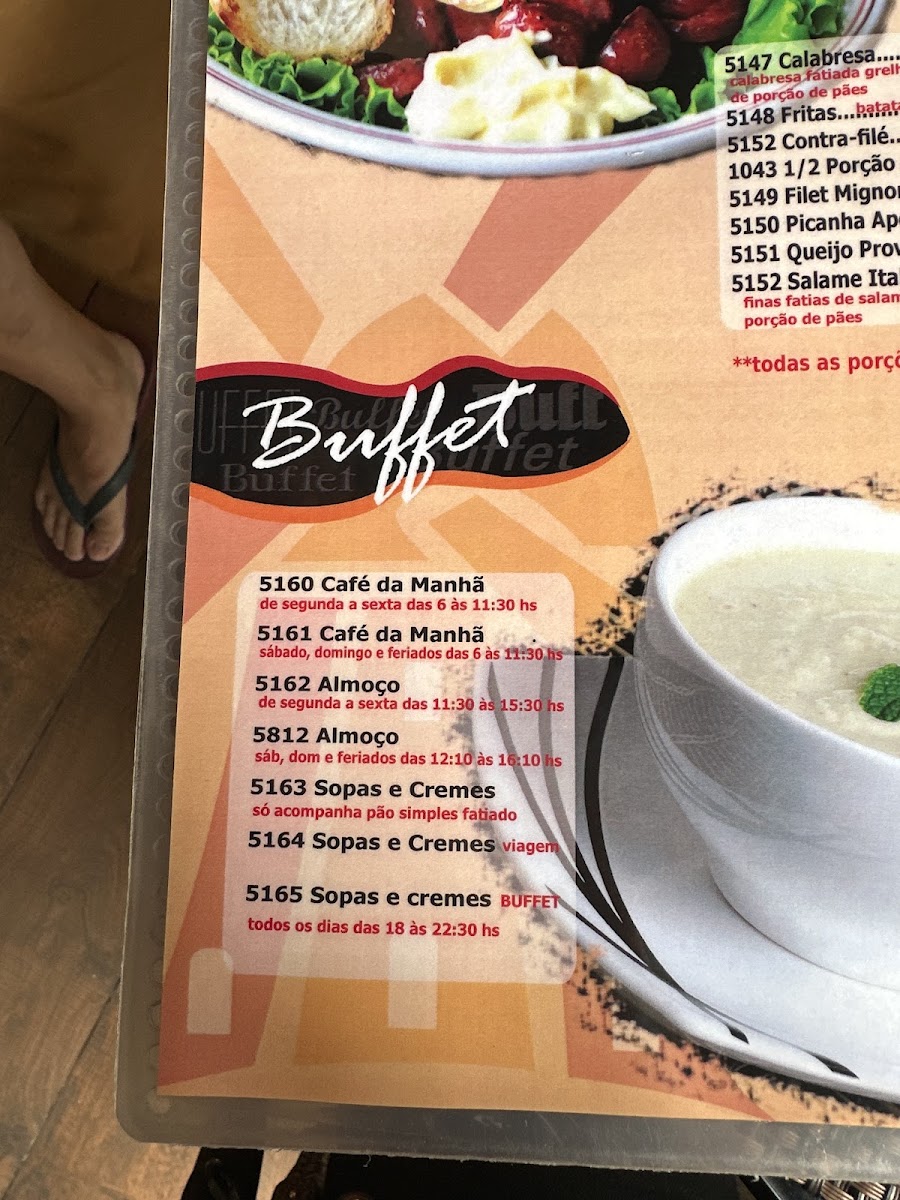 5147 Calabresa....
calabresa fatiada grelh
de porção de pães
5148 Fritas........... batata
5152 Contra-filé..
1043 1/2 Porção
5149 Filet Mignon
5150 Picanha Ape
5151 Queijo Prov
5152 Salame Ital
finas fatias de salam
porção de pães
**todas as porçõ
Buffet
5160 Café da Manhã
de segunda a sexta das 6 às 11:30 hs
5161 Café da Manhã
sábado, domingo e feriados das 6 às 11:30 hs
5162 Almoço
de segunda a sexta das 11:30 às 15:30 hs
5812 Almoço
sáb, dom e feriados das 12:10 às 16:10 hs
5163 Sopas e Cremes
só acompanha pão simples fatiado
5164 Sopas e Cremes viagem
5165 Sopas e cremes BUFFET
todos os dias das 18 às 22:30 hs